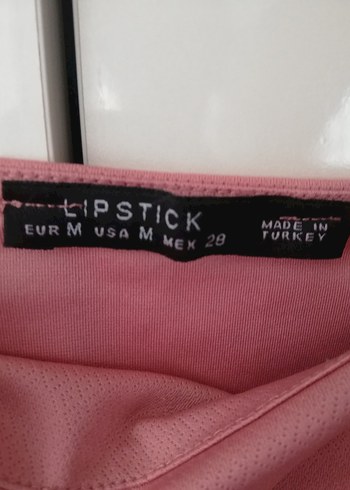 LIPSTICK
EUR M USA M MEX 28
MADE IN
TURKEY